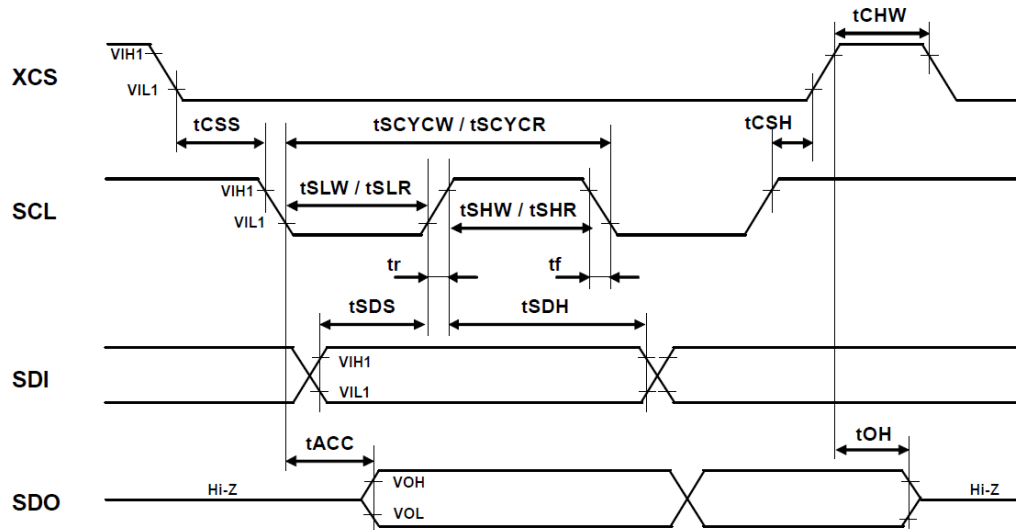 tCHW
VIH1
XCS
VIL1
tCSS
tSCYCW / tSCYCR
tCSH
VIH1
tSLW / tSLR
SCL
tSHW / tSHR
VIL1
tr
tf
tSDS
tSDH
VIH1
SDI
VIL1
tACC
tOH
Hi-Z
VOH
Hi-Z
SDO
VOL